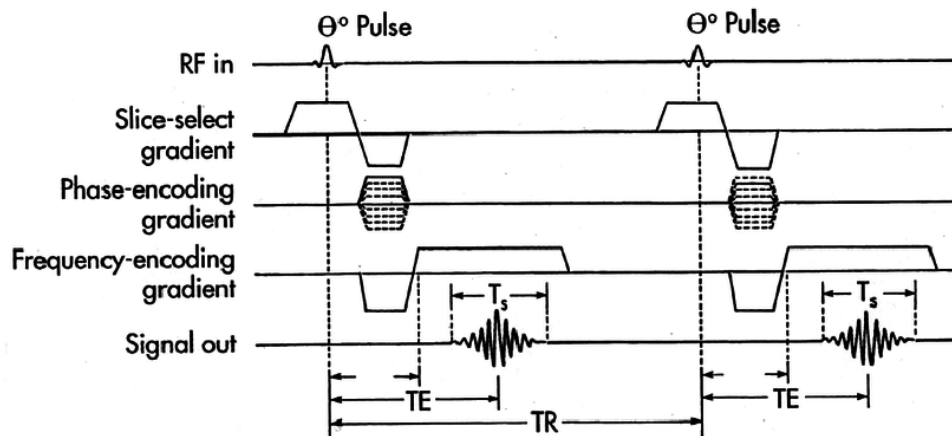 Θ° Pulse Θ° Pulse
RF in
Slice-select
gradient
Phase-encoding
gradient
Frequency-encoding
gradient
Ts Ts
Signal out
TE TE
TR